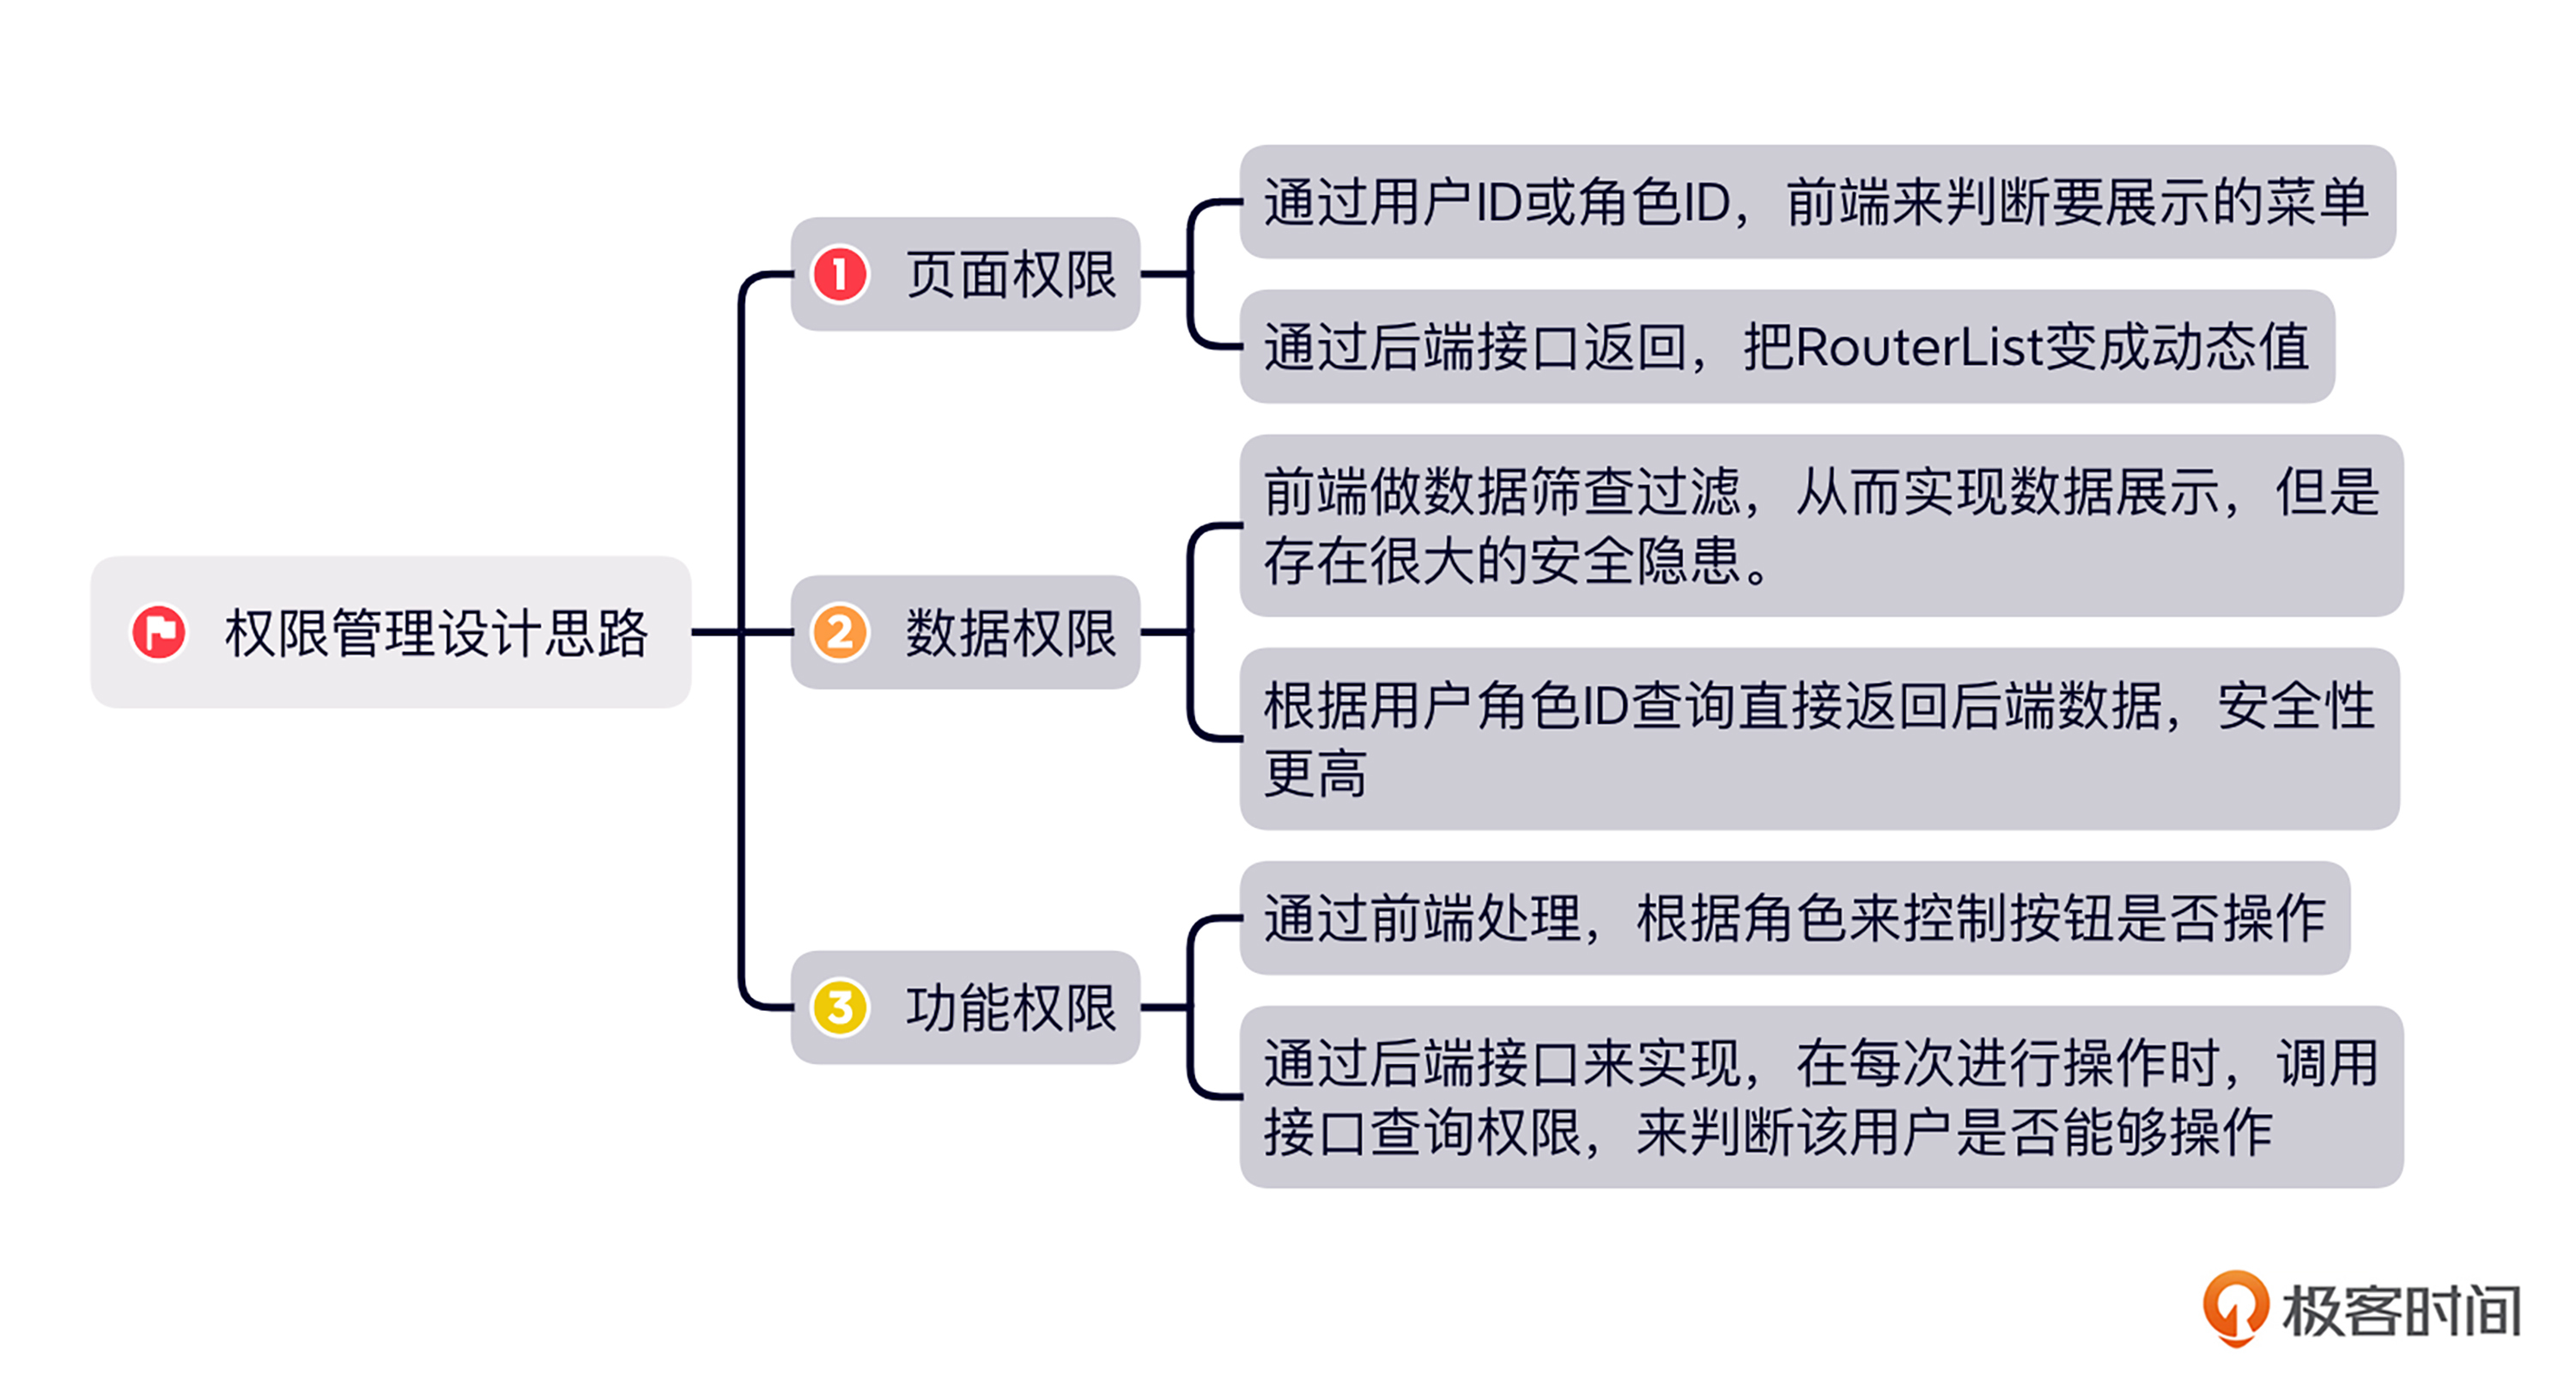 权限管理设计思路
1 页面权限
通过用户ID或角色ID，前端来判断要展示的菜单
通过后端接口返回，把RouterList变成动态值
2 数据权限
前端做数据筛查过滤，从而实现数据展示，但是
存在很大的安全隐患。
根据用户角色ID查询直接返回后端数据，安全性
更高
3 功能权限
通过前端处理，根据角色来控制按钮是否操作
通过后端接口来实现，在每次进行操作时，调用
接口查询权限，来判断该用户是否能够操作
极客时间